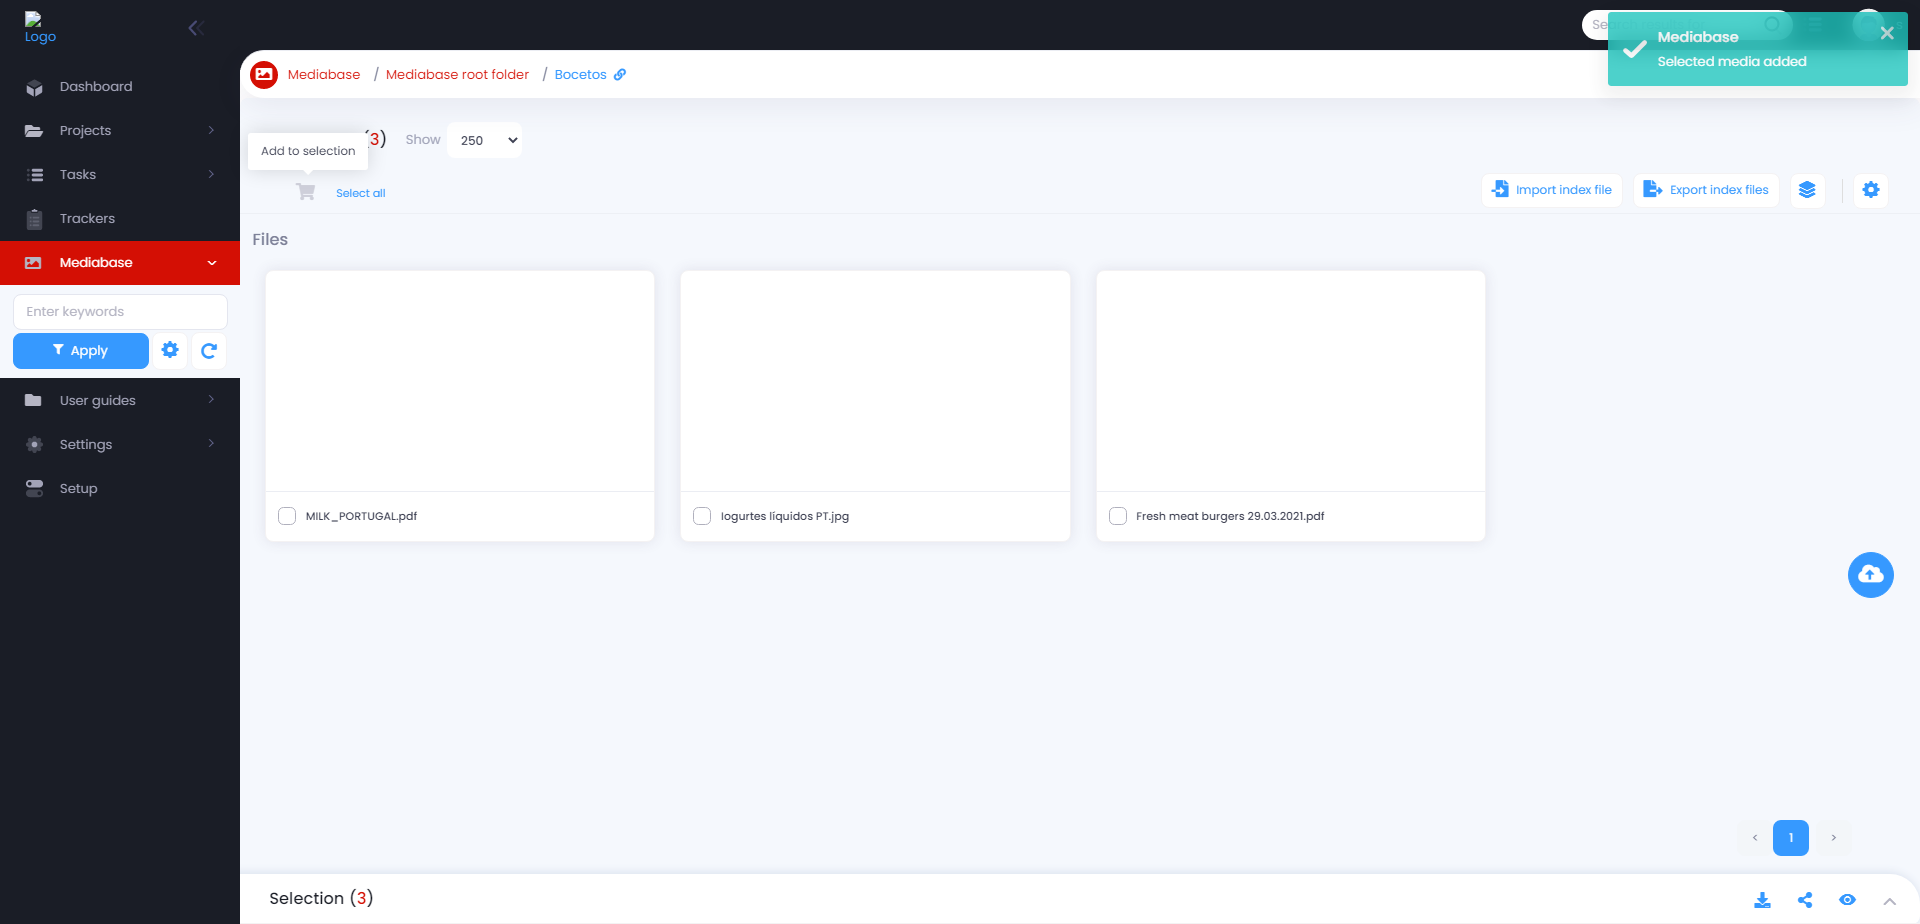 Logo
Mediabase
Selected media added
Dashboard
Projects
Tasks
Trackers
Mediabase
Enter keywords
Apply
User guides
Settings
Setup
Mediabase / Mediabase root folder / Bocetos
(3) Show 250
Add to selection
Select all
Import index file
Export index files
Files
MILK_PORTUGAL.pdf
Iogurtes líquidos PT.jpg
Fresh meat burgers 29.03.2021.pdf
< 1 >
Selection (3)